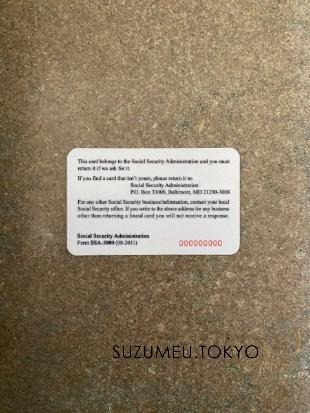 This card belongs to the Social Security Administration and you must
return it if we ask for it.
If you find a card that isn't yours, please return it to:
Social Security Administration
P.O. Box 33008, Baltimore, MD 21290-3008
For any other Social Security business/information, contact your local
Social Security office. If you write to the above address for any business
other than returning a found card you will not receive a response.
Social Security Administration
Form SSA-3000 (08-2011)
000000000
SUZUMEU.TOKYO